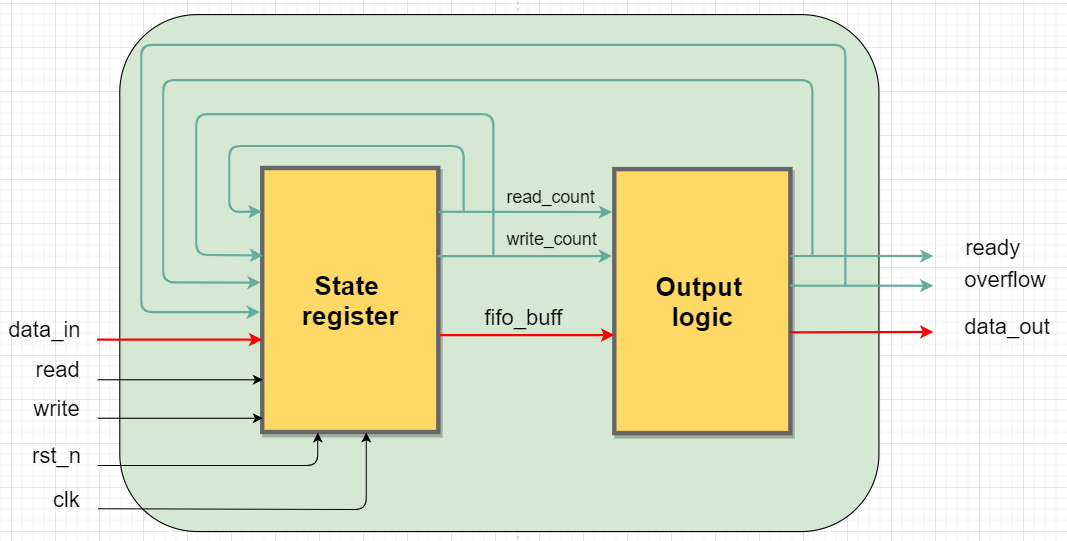 read_count
write_count
State
register
Output
logic
fifo_buff
ready
overflow
data_out
data_in
read
write
rst_n
clk